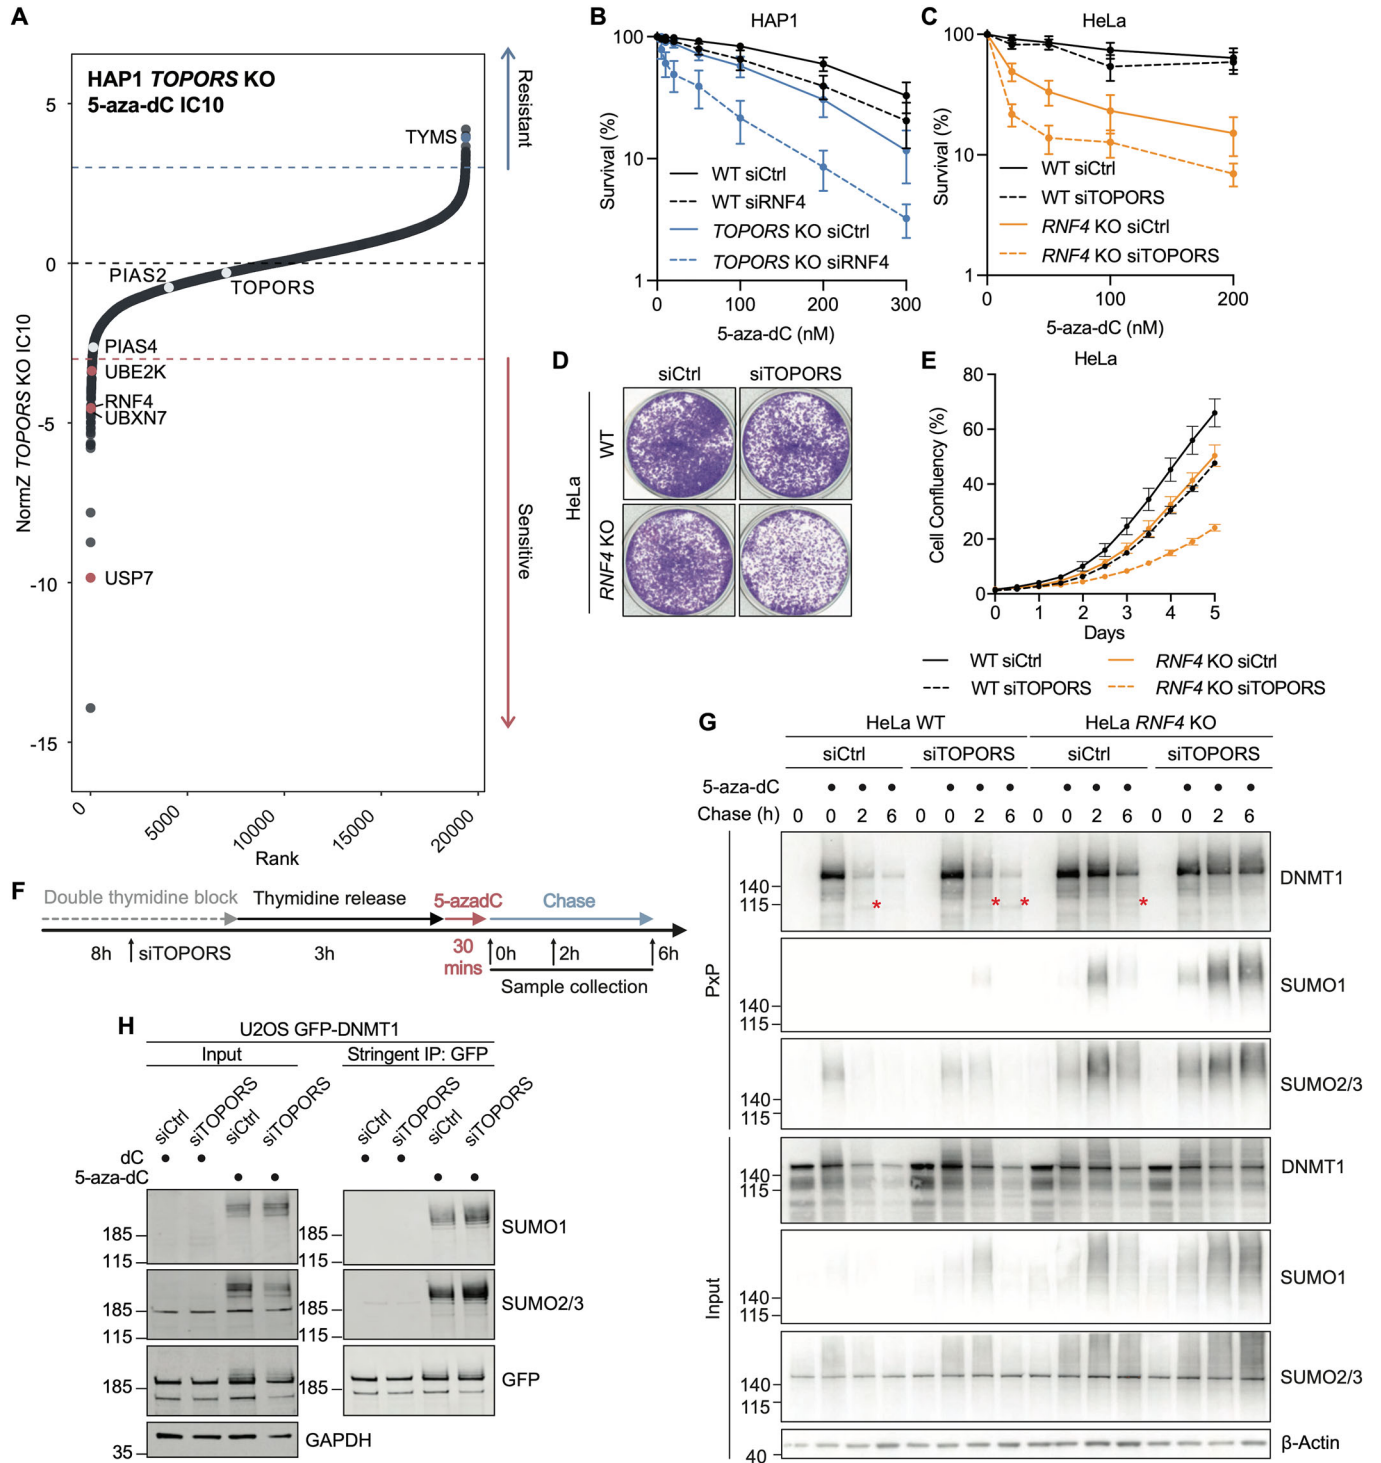 A
HAP1 TOPORS KO
5-aza-dC IC10
NormZ TOPORS KO IC10
5
0
-5
-10
-15
TYMS
PIAS2
TOPORS
PIAS4
UBE2K
RNF4
UBXN7
USP7
Resistant
Sensitive
0
5000
10000
15000
20000
Rank
B
HAP1
Survival (%)
100
10
1
WT siCtrl
WT siRNF4
TOPORS KO siCtrl
TOPORS KO siRNF4
0 100 200 300
5-aza-dC (nM)
C
HeLa
Survival (%)
100
10
1
WT siCtrl
WT siTOPORS
RNF4 KO siCtrl
RNF4 KO siTOPORS
0 100 200
5-aza-dC (nM)
D
siCtrl siTOPORS
HeLa
WT
RNF4 KO
E
HeLa
Cell Confluency (%)
80
60
40
20
0
0 1 2 3 4 5
Days
WT siCtrl
RNF4 KO siCtrl
WT siTOPORS
RNF4 KO siTOPORS
F
Double thymidine block
Thymidine release
5-azadC
Chase
8h
siTOPORS
3h
30
mins
0h
2h
6h
Sample collection
G
HeLa WT HeLa RNF4 KO
siCtrl siTOPORS siCtrl siTOPORS
5-aza-dC
Chase (h) 0 0 2 6 0 0 2 6 0 0 2 6 0 0 2 6
PxP
140
115
* * * *
DNMT1
140
115
SUMO1
140
115
SUMO2/3
Input
140
115
DNMT1
140
115
SUMO1
140
115
SUMO2/3
40
β-Actin
H
U2OS GFP-DNMT1
Input Stringent IP: GFP
siCtrl siTOPORS siCtrl siTOPORS siCtrl siTOPORS siCtrl siTOPORS
dC
5-aza-dC
185 185
115 115
SUMO1
185 185
115 115
SUMO2/3
185 185
GFP
35
GAPDH